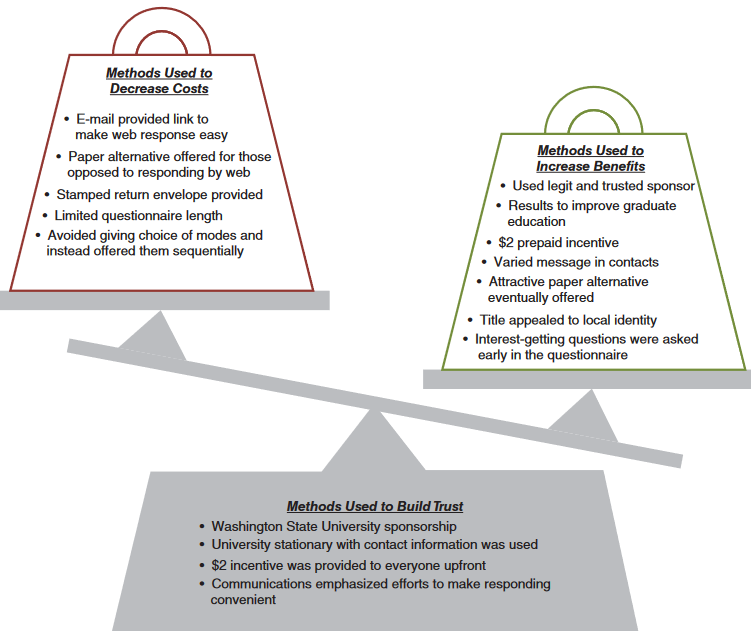 Methods Used to
Decrease Costs
• E-mail provided link to
make web response easy
• Paper alternative offered for those
opposed to responding by web
• Stamped return envelope provided
• Limited questionnaire length
• Avoided giving choice of modes and
instead offered them sequentially
Methods Used to
Increase Benefits
• Used legit and trusted sponsor
• Results to improve graduate
education
• $2 prepaid incentive
• Varied message in contacts
• Attractive paper alternative
eventually offered
• Title appealed to local identity
• Interest-getting questions were asked
early in the questionnaire
Methods Used to Build Trust
• Washington State University sponsorship
• University stationary with contact information was used
• $2 incentive was provided to everyone upfront
• Communications emphasized efforts to make responding
convenient